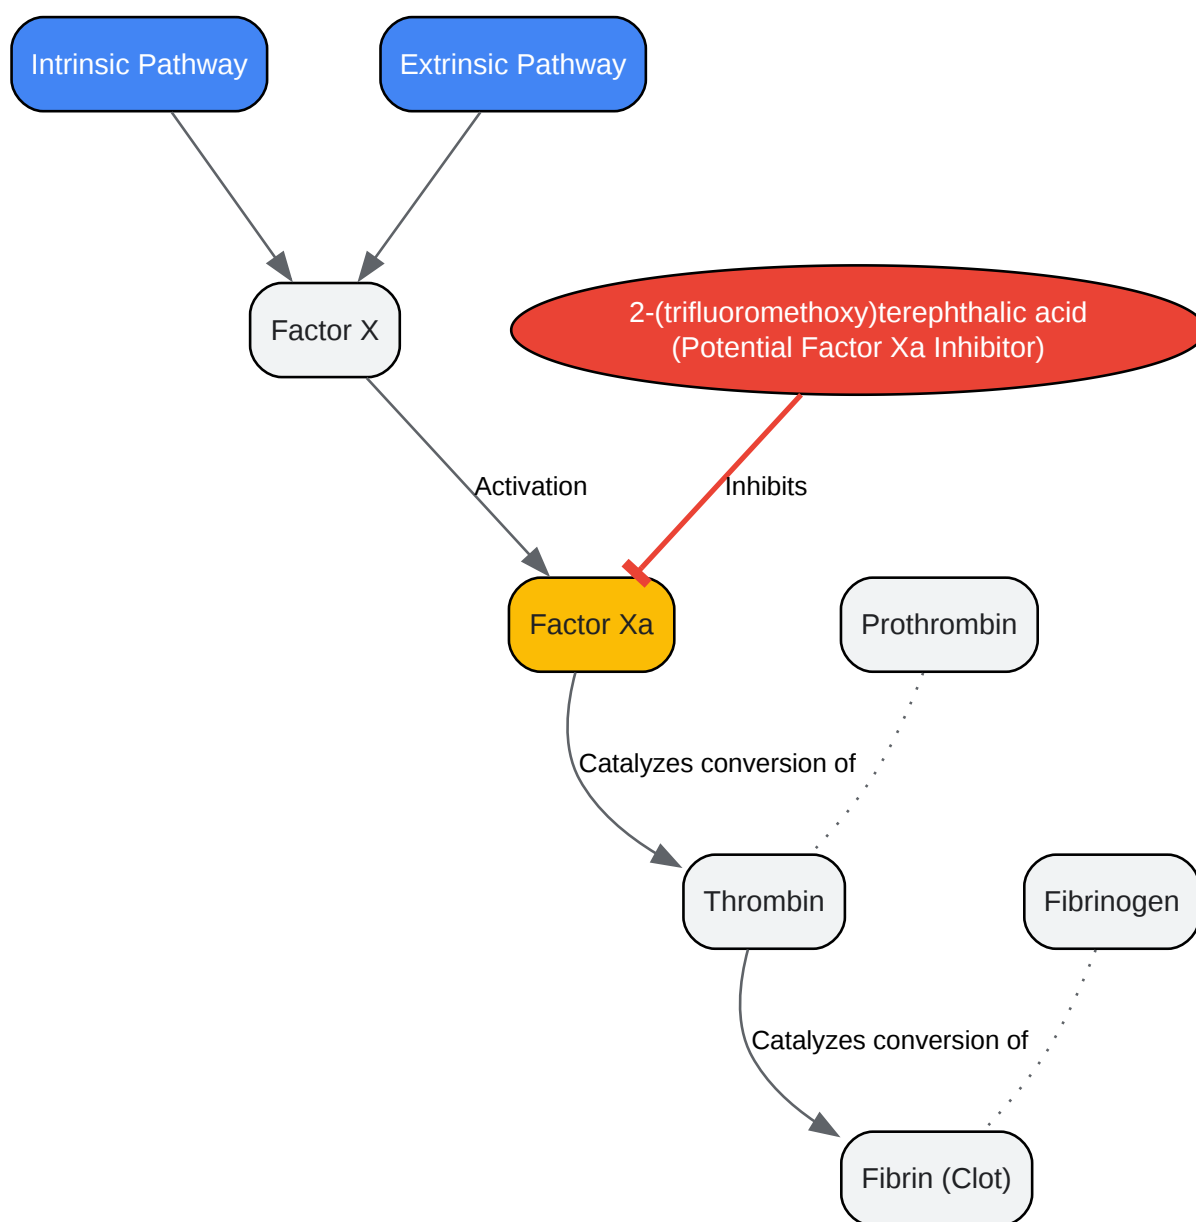 Intrinsic Pathway
Extrinsic Pathway
Factor X
2-(trifluoromethoxy)terephthalic acid
(Potential Factor Xa Inhibitor)
Activation
Inhibits
Factor Xa
Prothrombin
Catalyzes conversion of
Thrombin
Fibrinogen
Catalyzes conversion of
Fibrin (Clot)